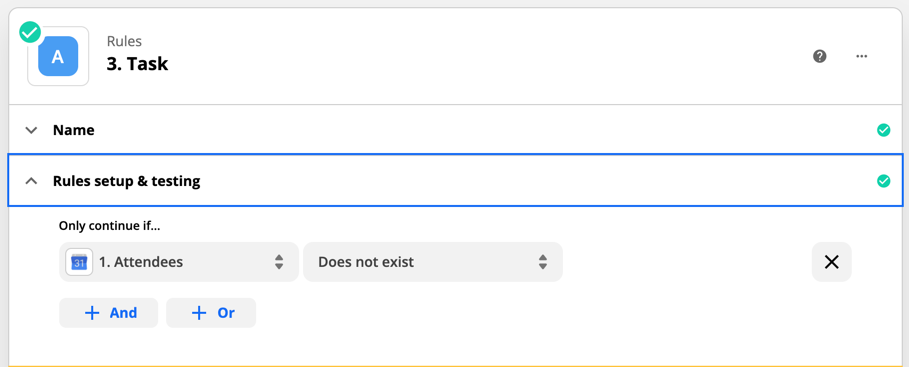 A
Rules
3. Task
Name
Rules setup & testing
Only continue if...
31
1. Attendees
Does not exist
And
Or